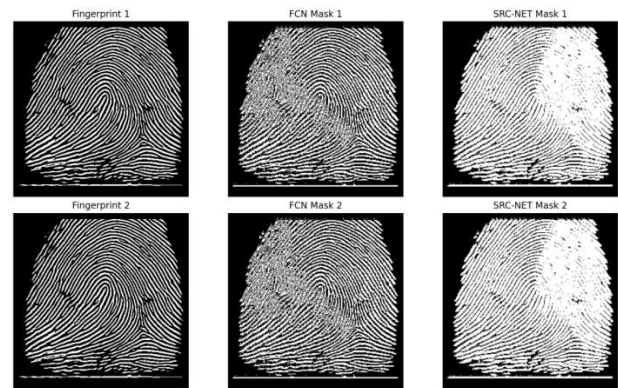 Fingerprint 1
FCN Mask 1
SRC-NET Mask 1
Fingerprint 2
FCN Mask 2
SRC-NET Mask 2